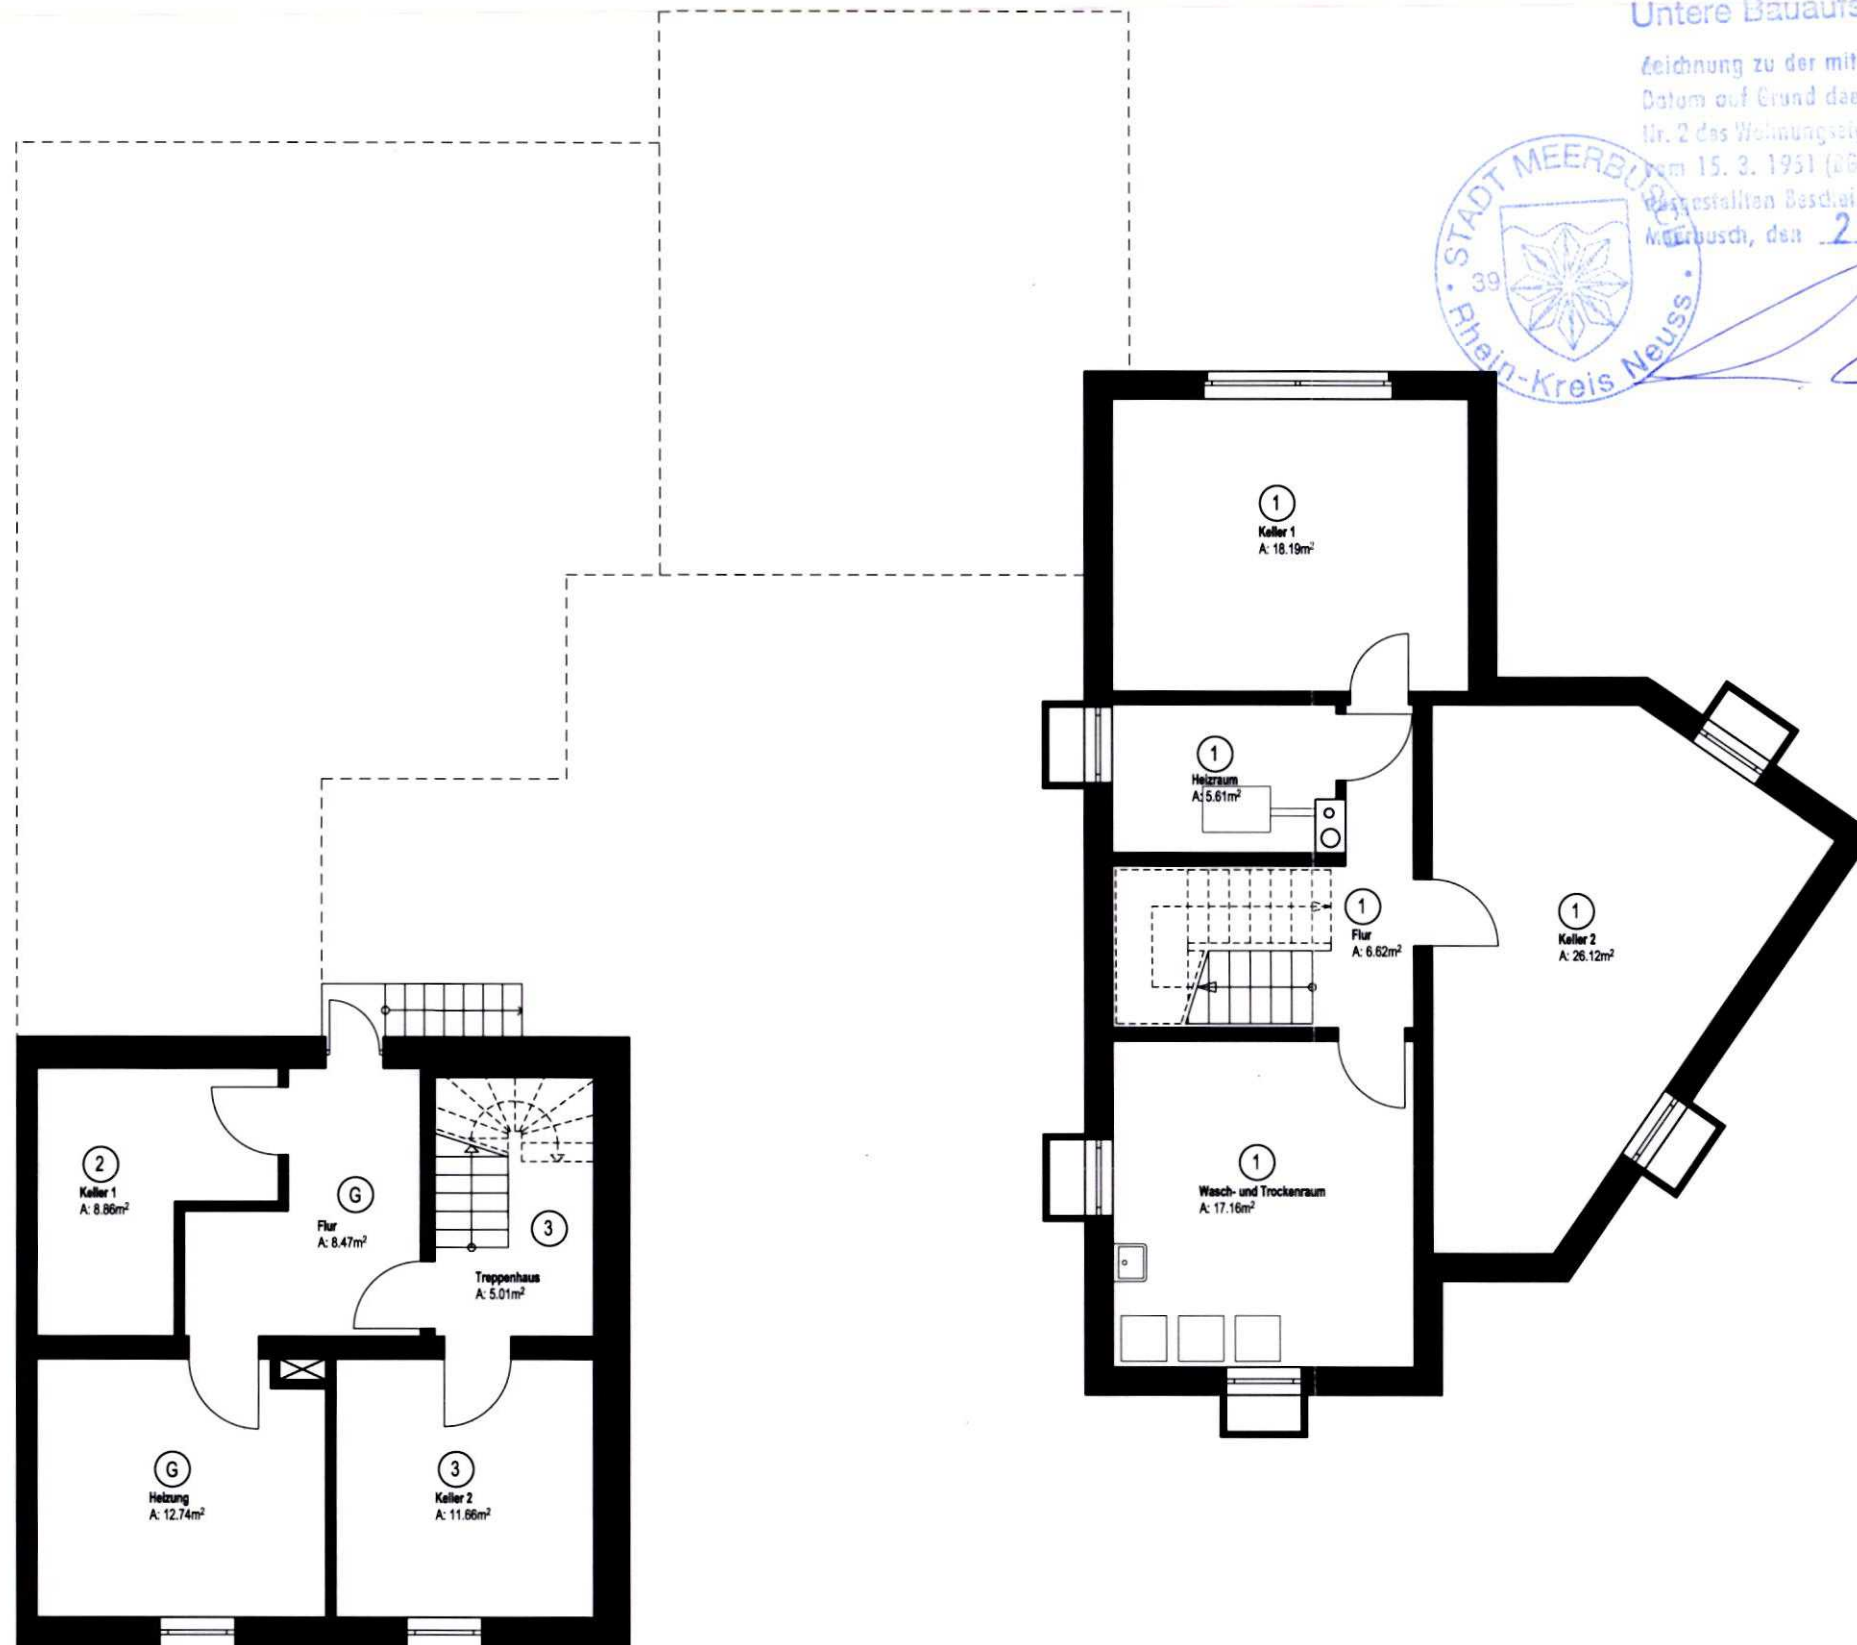 Untere Bauaufs
Zeichnung zu der mit
Datum auf Grund des
Nr. 2 des
vom 15. 3. 1951
Meerbusch, den 2
STADT MEERBUSCH
39
Rhein-Kreis Neuss
1
Keller 1
A: 18.19m²
1
Heizraum
A: 5.61m²
1
Flur
A: 6.62m²
1
Keller 2
A: 26.12m²
2
Keller 1
A: 8.86m²
G
Flur
A: 8.47m²
3
Treppenhaus
A: 5.01m²
1
Wasch- und Trockenraum
A: 17.16m²
G
Heizung
A: 12.74m²
3
Keller 2
A: 11.66m²